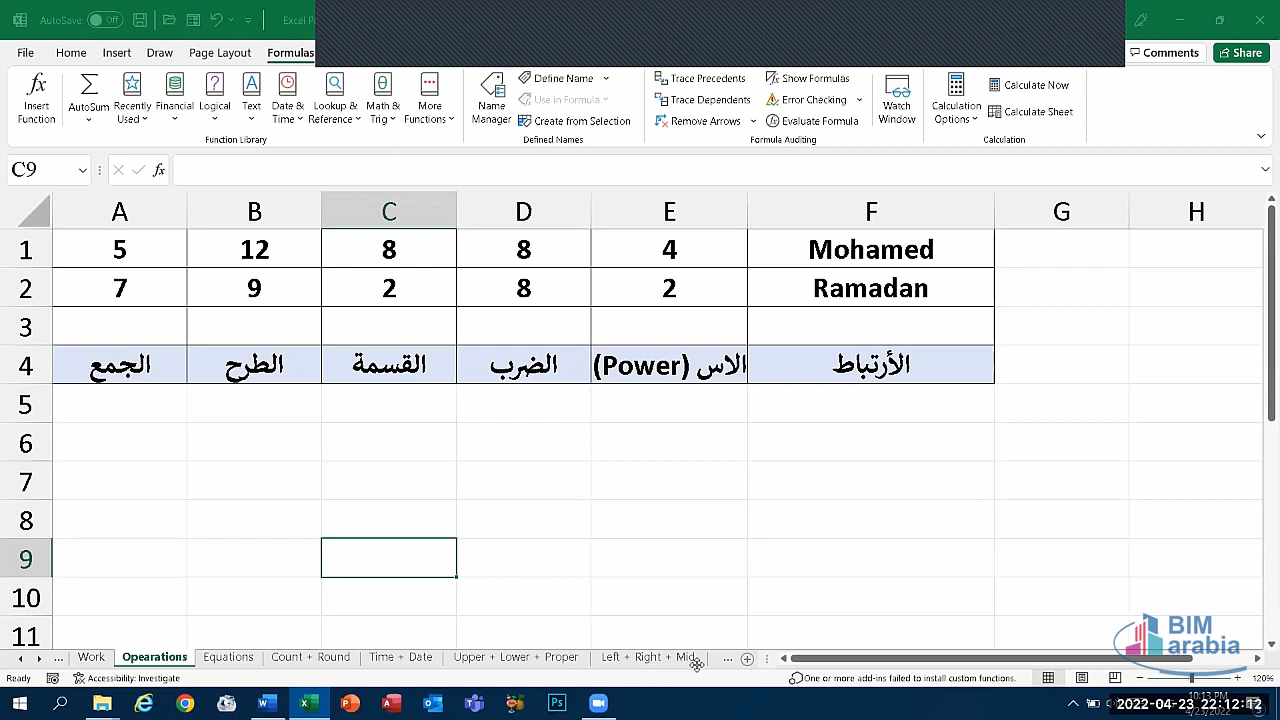 AutoSave Off Excel Pa
File Home Insert Draw Page Layout Formulas Comments Share
Insert Function AutoSum Recently Used Financial Logical Text Date & Time Lookup & Reference Math & Trig More Functions Name Manager Define Name Use in Formula Create from Selection Trace Precedents Trace Dependents Remove Arrows Show Formulas Error Checking Evaluate Formula Watch Window Calculation Options Calculate Now Calculate Sheet
Function Library Defined Names Formula Auditing Calculation
C9 fx
A B C D E F G H
1 5 12 8 8 4 Mohamed
2 7 9 2 8 2 Ramadan
3
4 الجمع الطرح القسمة الضرب الاس (Power) الأرتباط
5
6
7
8
9
10
11
BIM
arabia
... Work Opearations Equations Count + Round Time + Da Upper + Lower + Proper Left + Right + Mid ...
Ready Accessibility: Investigate One or more add-ins failed to install custom functions. 120%
10:13 PM
2022-04-23 22:12:12